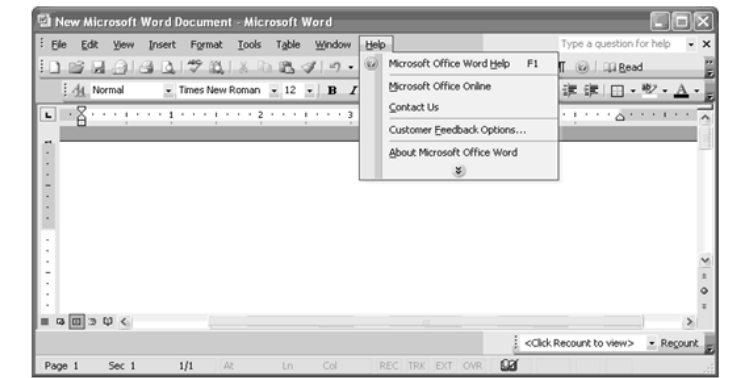 New Microsoft Word Document - Microsoft Word
File Edit View Insert Format Tools Table Window Help Type a question for help
Microsoft Office Word Help F1
Read
Microsoft Office Online
Normal Times New Roman 12 B I A
Contact Us
1 2 3
Customer Feedback Options...
About Microsoft Office Word
<Click Recount to view> Recount
Page 1 Sec 1 1/1 At Ln Col REC TRK EXT OVR